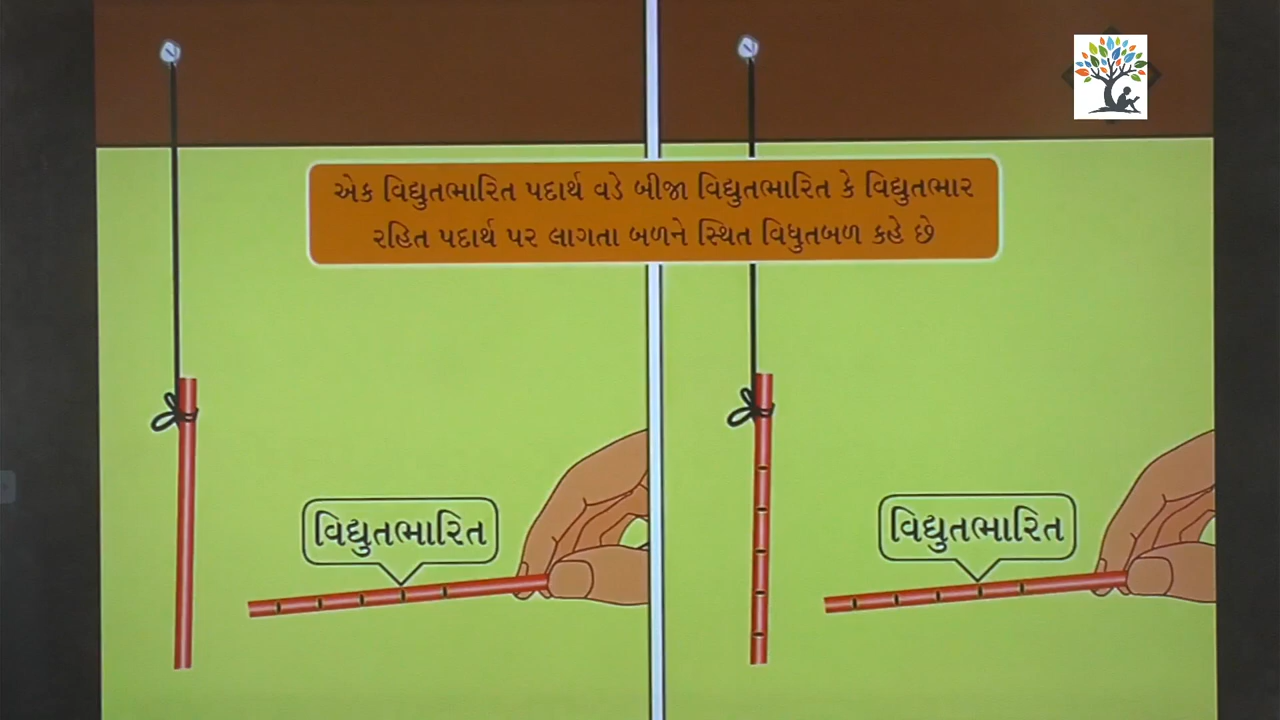 એક વિદ્યુતભારિત પદાર્થ વડે બીજા વિદ્યુતભારિત કે વિદ્યુતભાર
રહિત પદાર્થ પર લાગતા બળને સ્થિત વિધુતબળ કહે છે
વિદ્યુતભારિત
વિદ્યુતભારિત